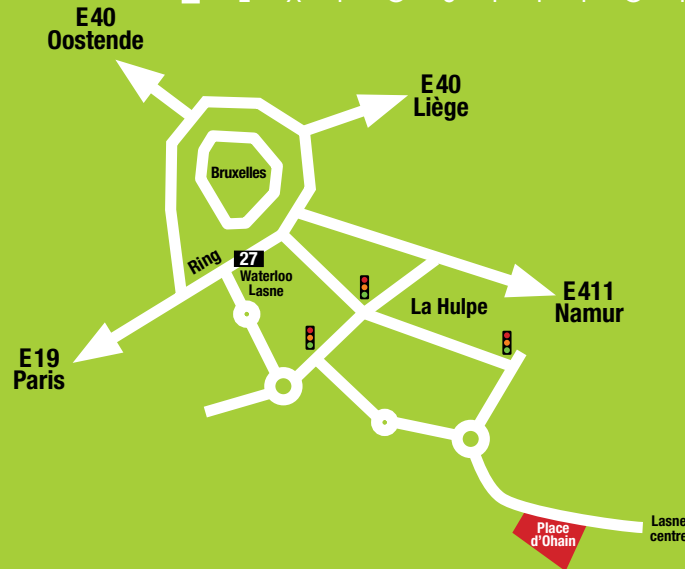 E40
Oostende
E40
Liège
Bruxelles
Ring
27
Waterloo
Lasne
La Hulpe
E411
Namur
E19
Paris
Place
d'Ohain
Lasne
centre